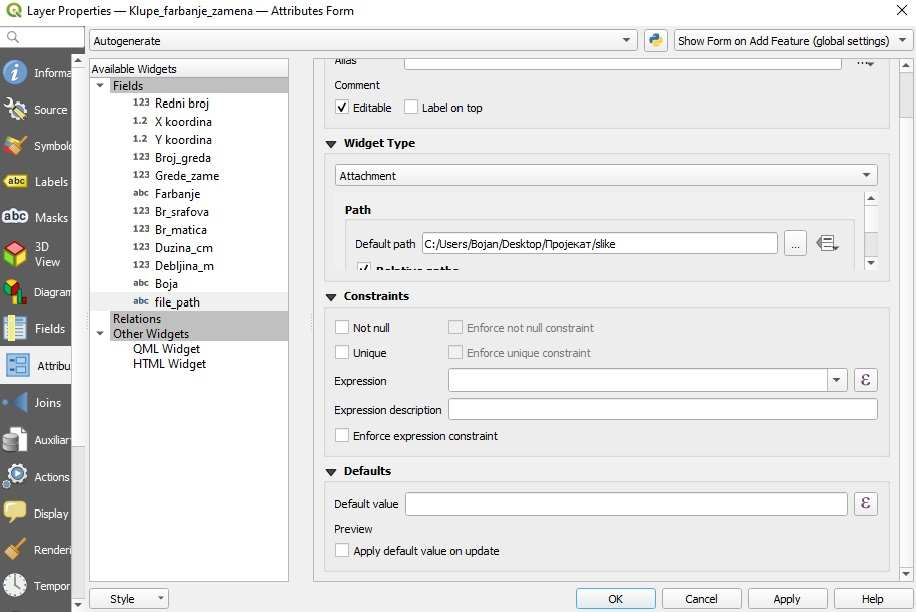 Layer Properties — Klupe_farbanje_zamena — Attributes Form
Autogenerate
Show Form on Add Feature (global settings)
Informa
Source
Symbolo
Labels
Masks
3D
View
Diagram
Fields
Attribu
Joins
Auxiliar
Actions
Display
Renderi
Tempor
Available Widgets
Fields
123 Redni broj
1.2 X koordina
1.2 Y koordina
123 Broj_greda
123 Grede_zame
abc Farbanje
123 Br_srafova
123 Br_matica
123 Duzina_cm
123 Debljina_m
abc Boja
abc file_path
Relations
Other Widgets
QML Widget
HTML Widget
Alias
Comment
Editable
Label on top
Widget Type
Attachment
Path
Default path C:/Users/Bojan/Desktop/Пројекат/slike
...
Relative paths
Constraints
Not null
Enforce not null constraint
Unique
Enforce unique constraint
Expression
ε
Expression description
Enforce expression constraint
Defaults
Default value
ε
Preview
Apply default value on update
Style
OK
Cancel
Apply
Help